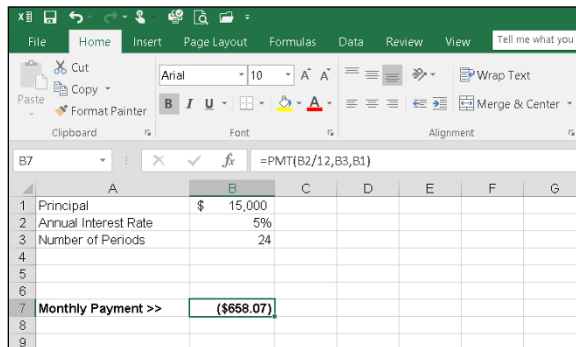 File Home Insert Page Layout Formulas Data Review View Tell me what you
Cut
Copy
Paste
Format Painter
Arial 10
B I U
Wrap Text
Merge & Center
Clipboard Font Alignment
B7 fx =PMT(B2/12,B3,B1)
A B C D E F G
1 Principal $ 15,000
2 Annual Interest Rate 5%
3 Number of Periods 24
4
5
6
7 Monthly Payment >> ($658.07)
8
9